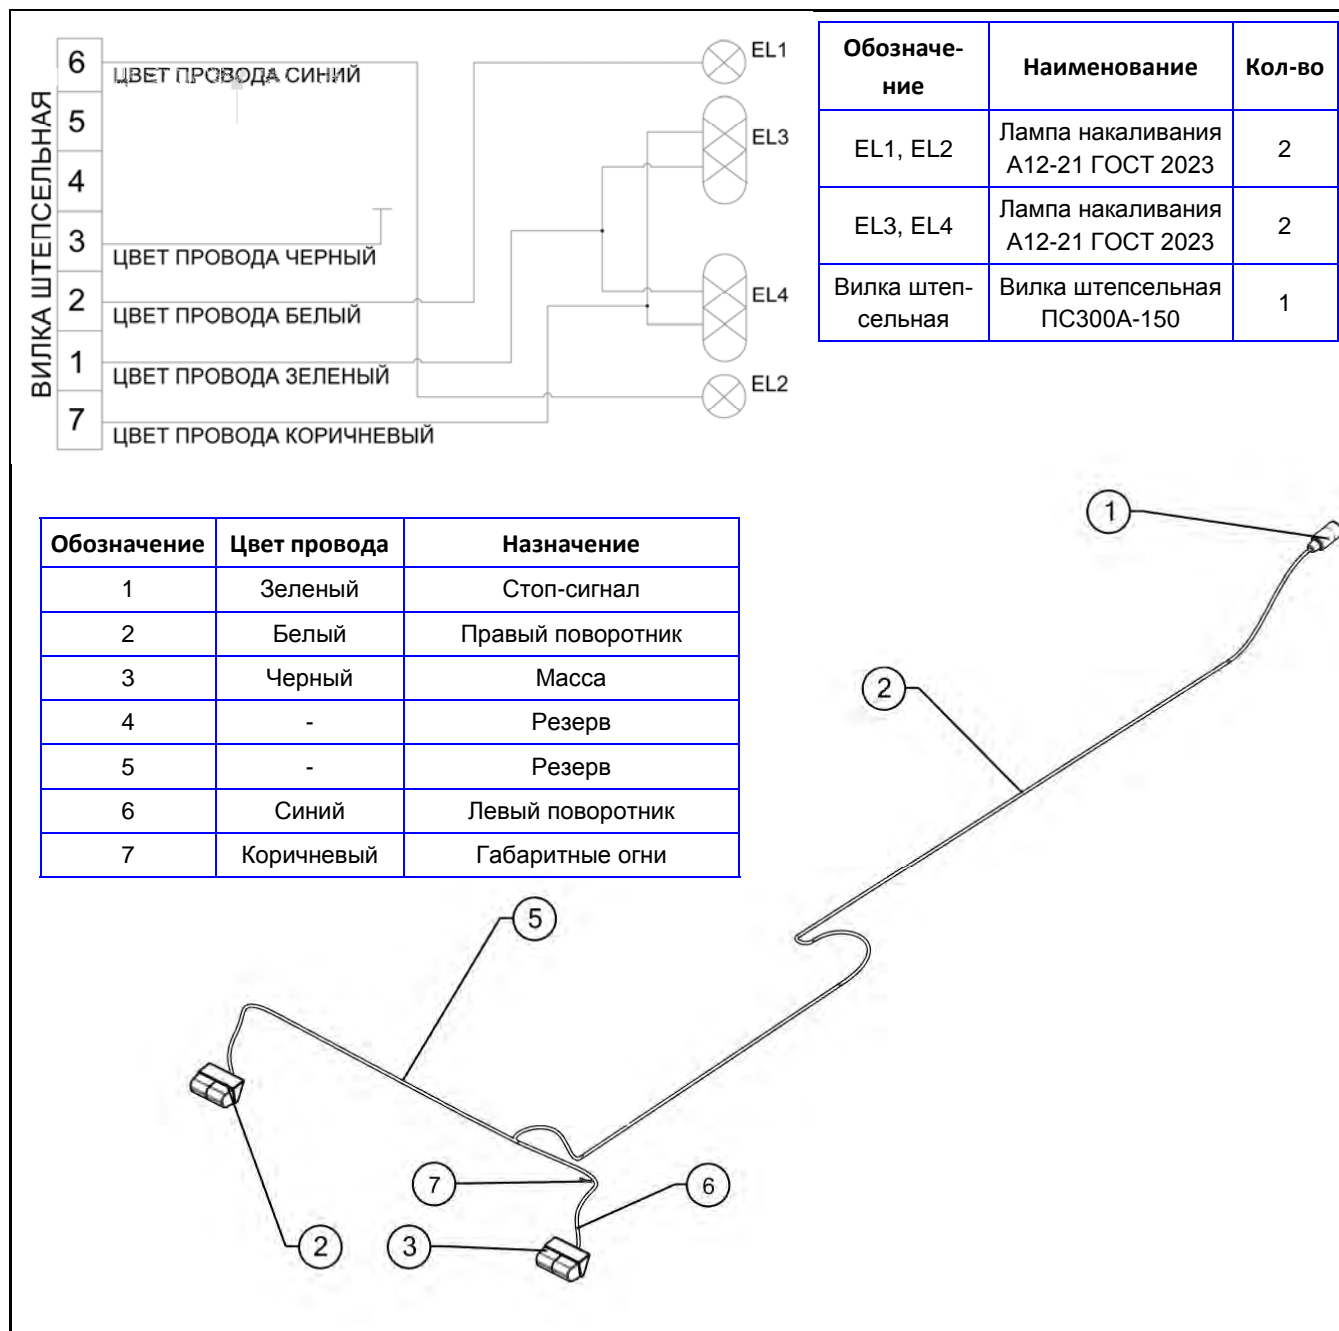 ВИЛКА ШТЕПСЕЛЬНАЯ
6
ЦВЕТ ПРОВОДА СИНИЙ
5
4
3
ЦВЕТ ПРОВОДА ЧЕРНЫЙ
2
ЦВЕТ ПРОВОДА БЕЛЫЙ
1
ЦВЕТ ПРОВОДА ЗЕЛЕНЫЙ
7
ЦВЕТ ПРОВОДА КОРИЧНЕВЫЙ
EL1
EL3
EL4
EL2
Обозначе-
ние
Наименование
Кол-во
EL1, EL2
Лампа накаливания
А12-21 ГОСТ 2023
2
EL3, EL4
Лампа накаливания
А12-21 ГОСТ 2023
2
Вилка штеп-
сельная
Вилка штепсельная
ПС300А-150
1
Обозначение Цвет провода Назначение
1 Зеленый Стоп-сигнал
2 Белый Правый поворотник
3 Черный Масса
4 - Резерв
5 - Резерв
6 Синий Левый поворотник
7 Коричневый Габаритные огни
1
2
5
7
6
2
3